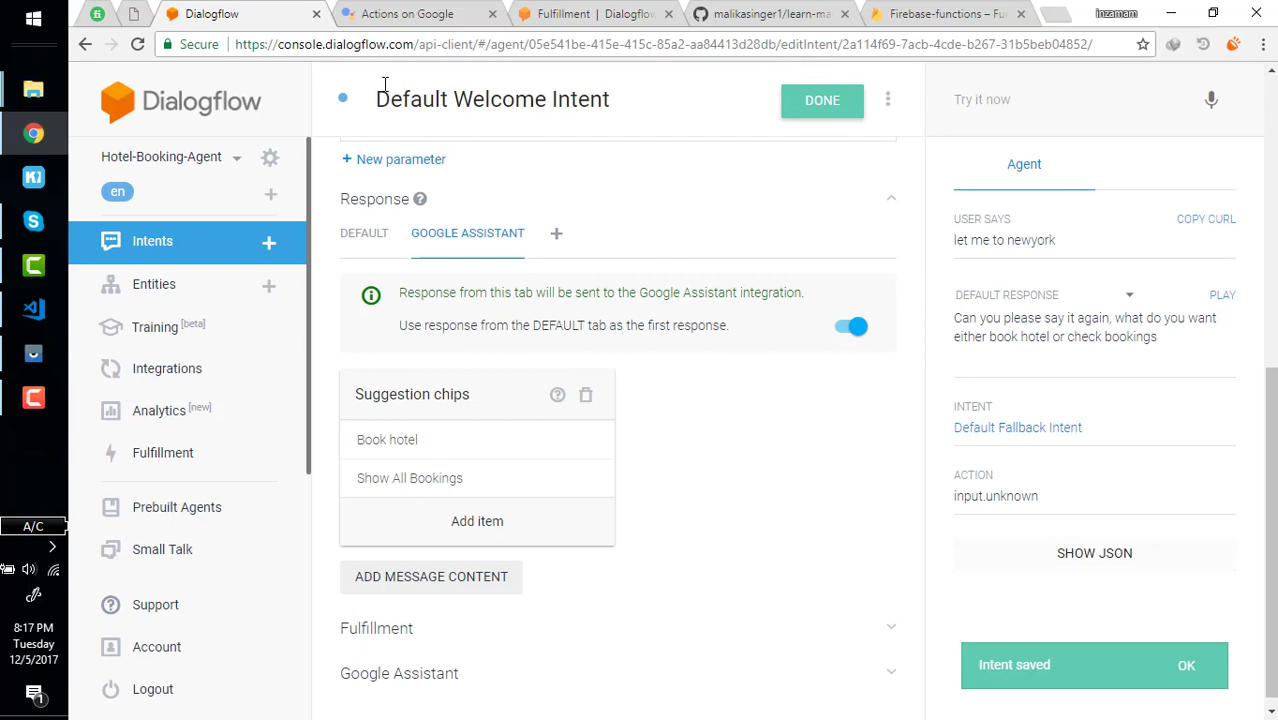 Dialogflow
Actions on Google
Fulfillment | Dialogflow
markasinger1/learn-ma
Firebase-functions – Fun
inzamam
Secure
https://console.dialogflow.com/api-client/#/agent/05e541be-415e-415c-85a2-aa84413d28db/editIntent/2a114f69-7acb-4cde-b267-31b5beb04852/
Dialogflow
Default Welcome Intent
DONE
Try it now
Hotel-Booking-Agent
en
Intents
Entities
Training [beta]
Integrations
Analytics [new]
Fulfillment
Prebuilt Agents
Small Talk
Support
Account
Logout
+ New parameter
Response
DEFAULT
GOOGLE ASSISTANT
Response from this tab will be sent to the Google Assistant integration.
Use response from the DEFAULT tab as the first response.
Suggestion chips
Book hotel
Show All Bookings
Add item
ADD MESSAGE CONTENT
Fulfillment
Google Assistant
Agent
USER SAYS
COPY CURL
let me to newyork
DEFAULT RESPONSE
PLAY
Can you please say it again, what do you want
either book hotel or check bookings
INTENT
Default Fallback Intent
ACTION
input.unknown
SHOW JSON
Intent saved
OK
A/C
8:17 PM
Tuesday
12/5/2017
1